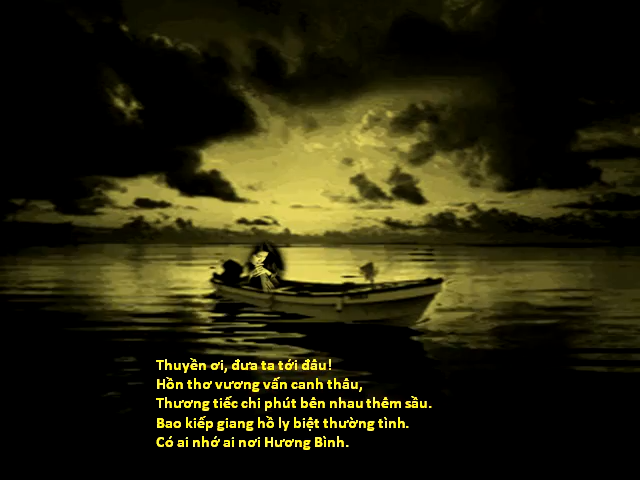 Thuyền ơi, đưa ta tới đâu!
Hồn thơ vương vấn canh thâu,
Thương tiếc chi phút bên nhau thêm sầu.
Bao kiếp giang hồ ly biệt thường tình.
Có ai nhớ ai nơi Hương Bình.